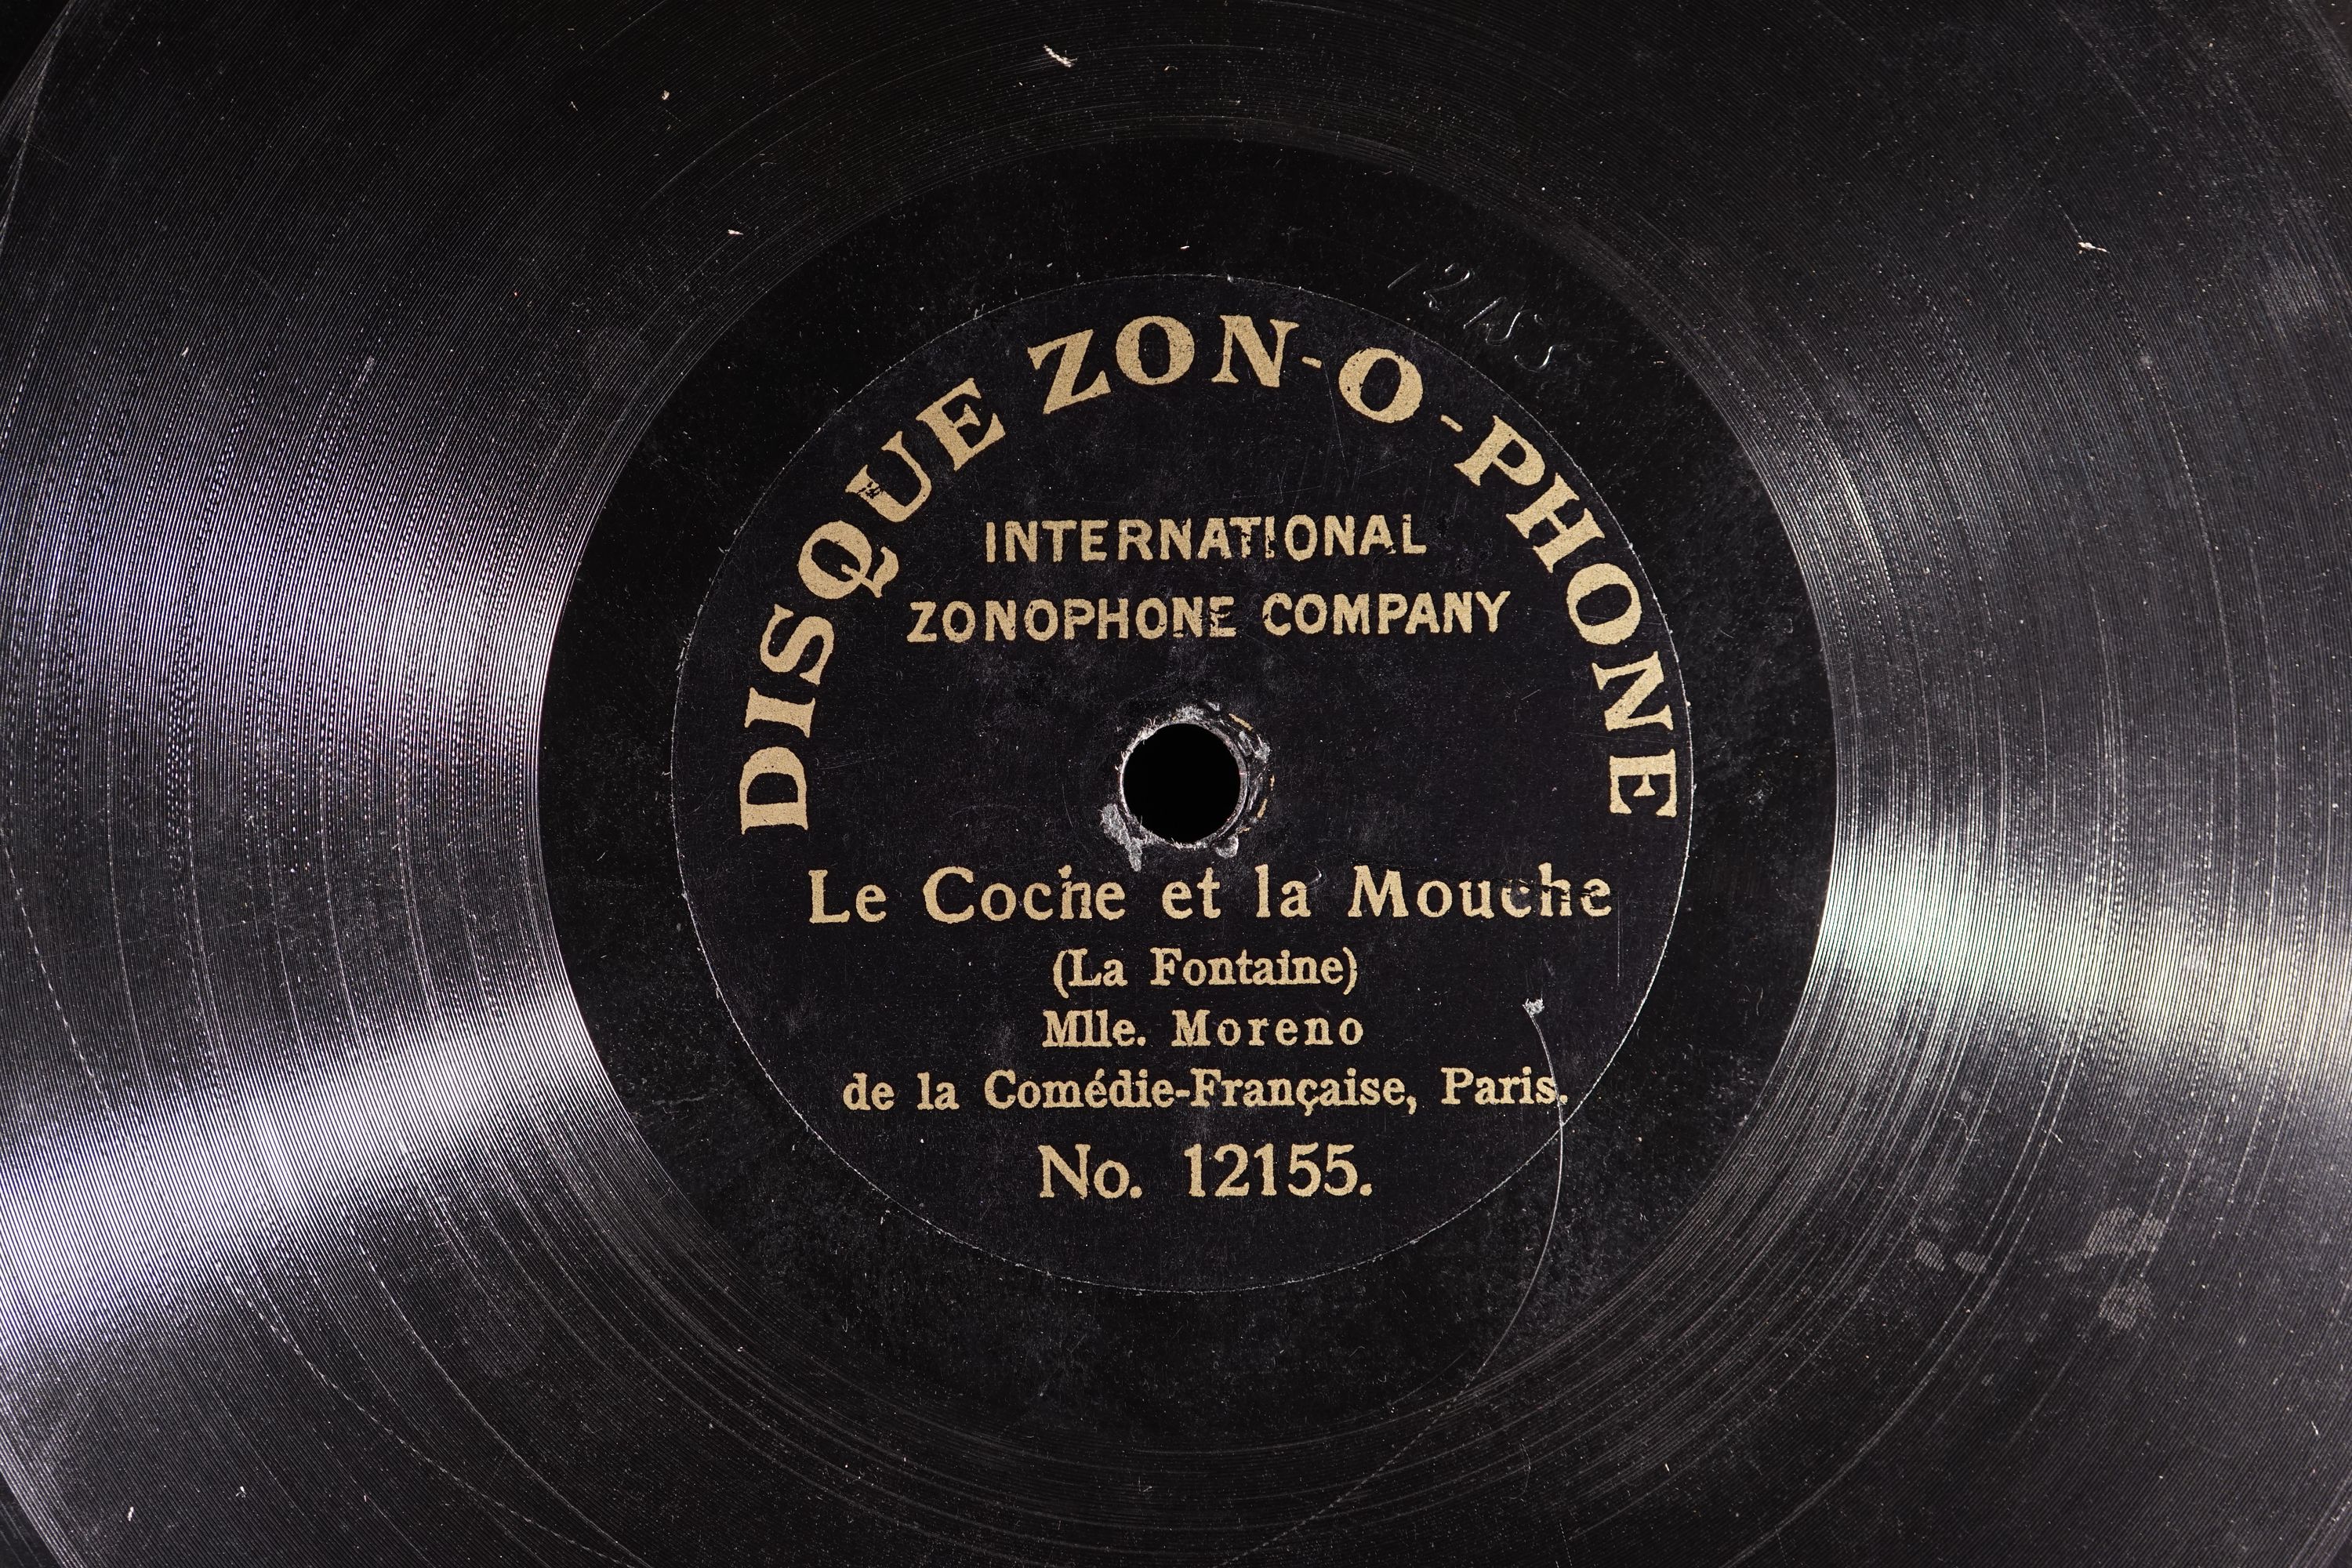 12155
DISQUE ZON-O-PHONE
INTERNATIONAL
ZONOPHONE COMPANY
Le Coche et la Mouche
(La Fontaine)
Mlle. Moreno
de la Comédie-Française, Paris.
No. 12155.